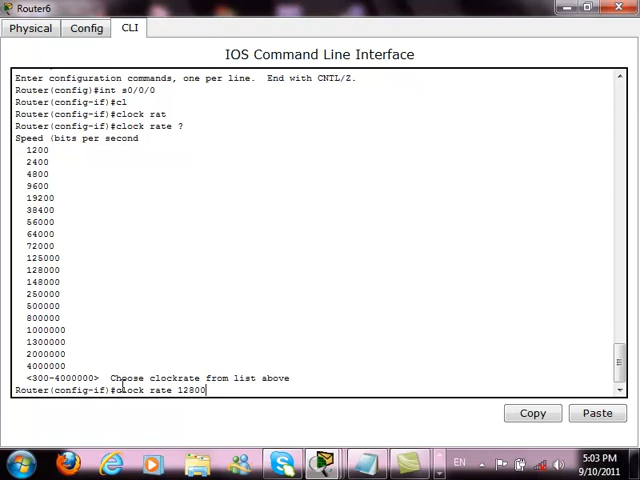 Router6
Physical Config CLI
IOS Command Line Interface
Enter configuration commands, one per line.  End with CNTL/Z.
Router(config)#int s0/0/0
Router(config-if)#cl
Router(config-if)#clock rat
Router(config-if)#clock rate ?
Speed (bits per second
1200
2400
4800
9600
19200
38400
56000
64000
72000
125000
128000
148000
250000
500000
800000
1000000
1300000
2000000
4000000
<300-4000000>  Choose clockrate from list above
Router(config-if)#clock rate 12800
Copy Paste
EN
5:03 PM
9/10/2011